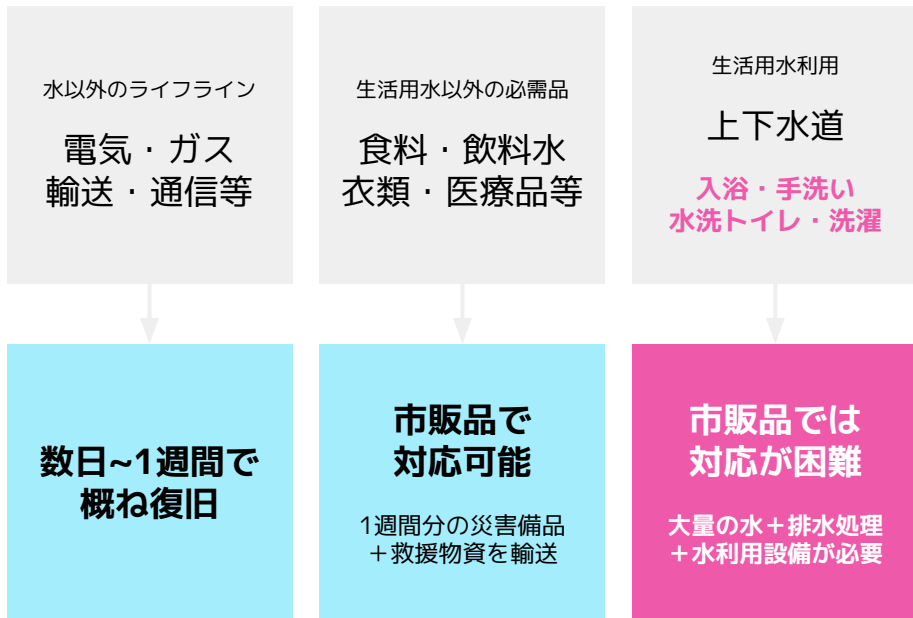 水以外のライフライン
電気・ガス
輸送・通信等
数日~1週間で
概ね復旧
生活用水以外の必需品
食料・飲料水
衣類・医療品等
市販品で
対応可能
1週間分の災害備品
＋救援物資を輸送
生活用水利用
上下水道
入浴・手洗い
水洗トイレ・洗濯
市販品では
対応が困難
大量の水＋排水処理
＋水利用設備が必要